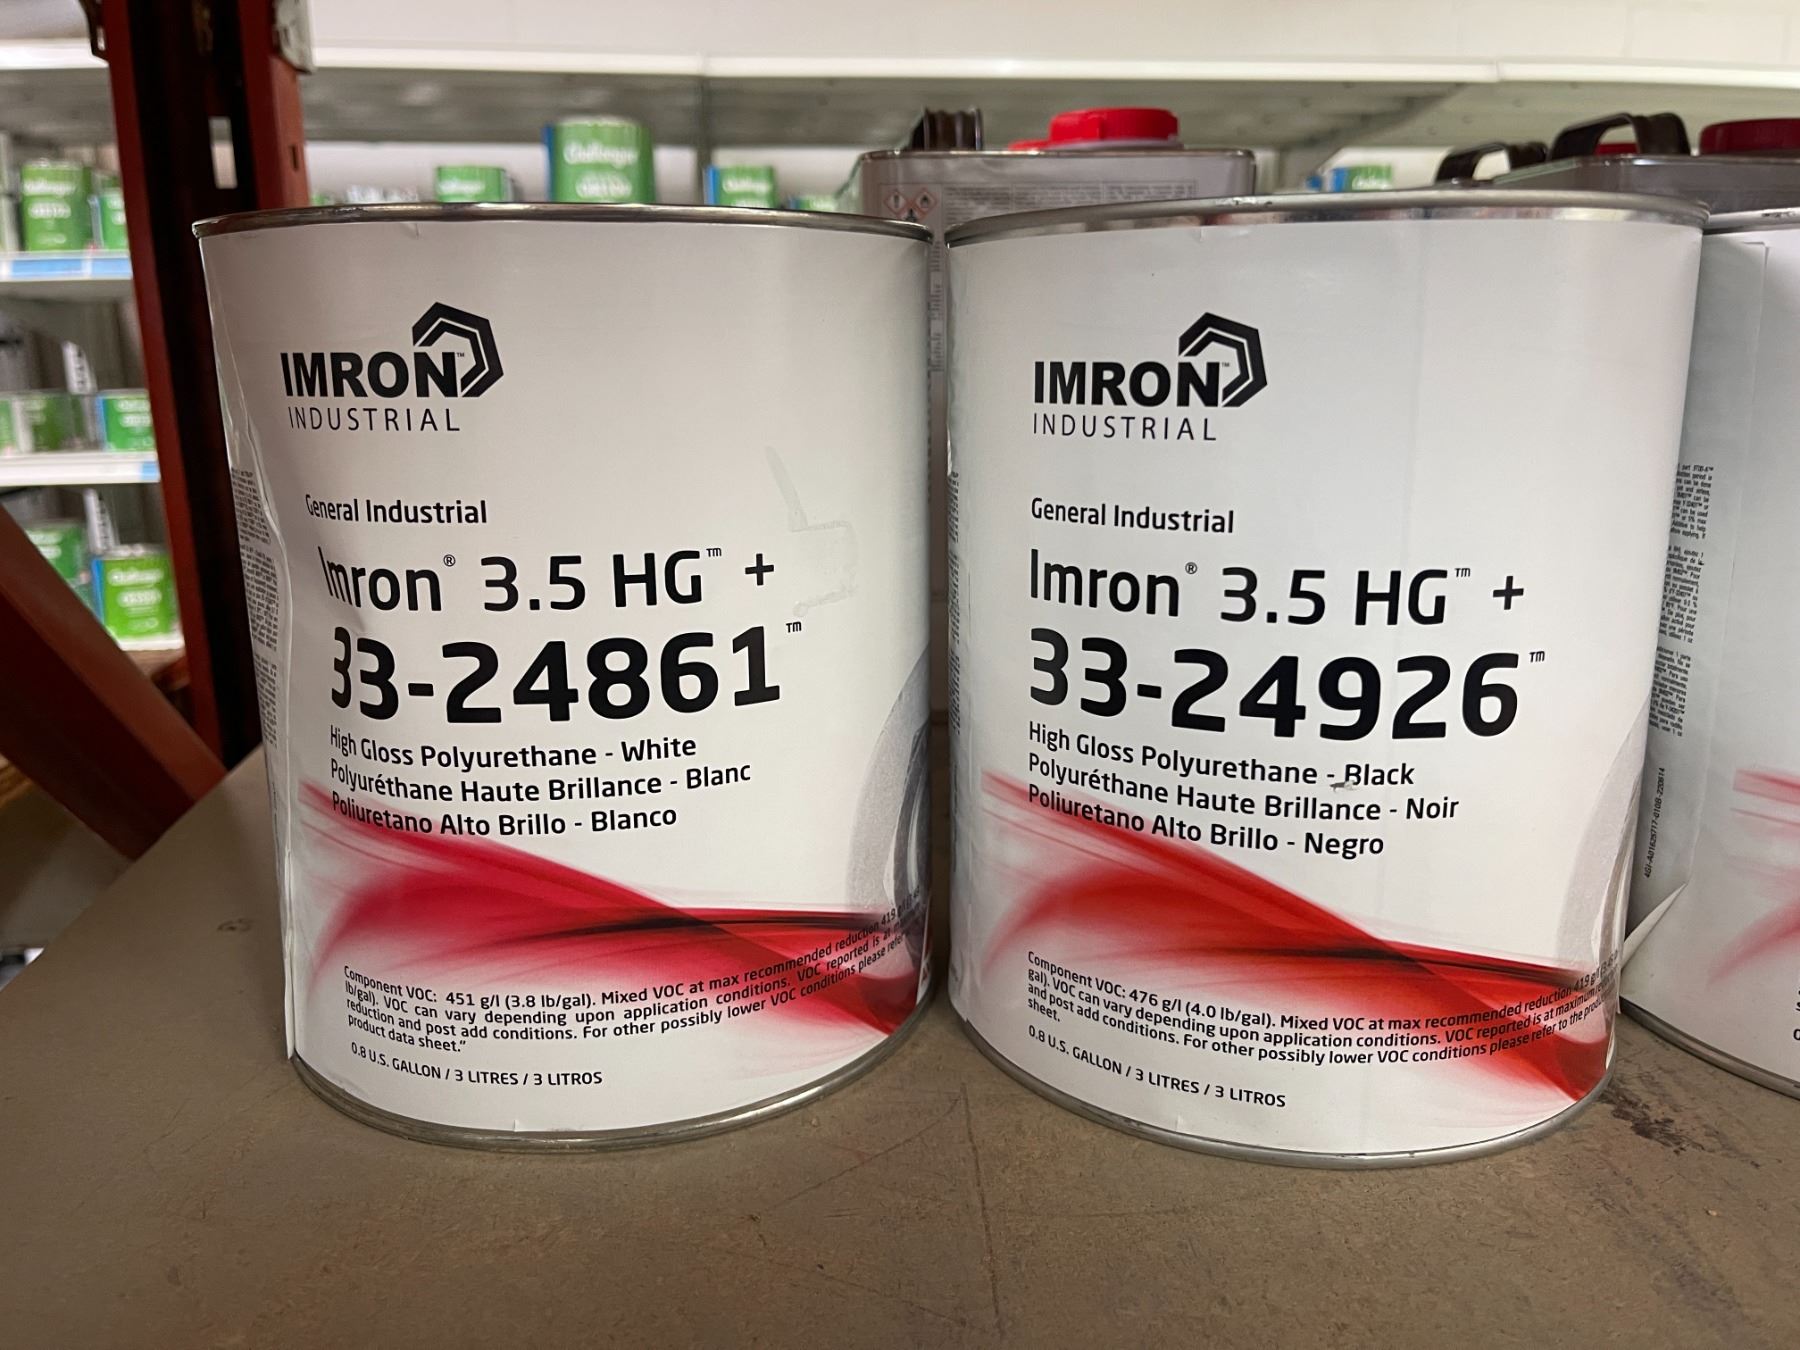 IMRON™
INDUSTRIAL
General Industrial
Imron® 3.5 HG™ +
33-24861™
High Gloss Polyurethane - White
Polyuréthane Haute Brillance - Blanc
Poliuretano Alto Brillo - Blanco
Component VOC: 451 g/l (3.8 lb/gal). Mixed VOC at max recommended reduction 419 g/l
lb/gal). VOC can vary depending upon application conditions. VOC reported is at
reduction and post add conditions. For other possibly lower VOC conditions please refer
product data sheet."
0.8 U.S. GALLON / 3 LITRES / 3 LITROS
IMRON™
INDUSTRIAL
General Industrial
Imron® 3.5 HG™ +
33-24926™
High Gloss Polyurethane - Black
Polyuréthane Haute Brillance - Noir
Poliuretano Alto Brillo - Negro
Component VOC: 476 g/l (4.0 lb/gal). Mixed VOC at max recommended reduction 419 g/l
gal). VOC can vary depending upon application conditions. VOC reported is at maximum
and post add conditions. For other possibly lower VOC conditions please refer to the
sheet.
0.8 U.S. GALLON / 3 LITRES / 3 LITROS
Challenger